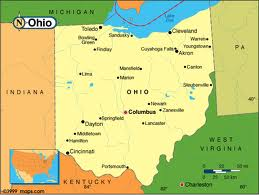 N Ohio
MICHIGAN
Lake Erie
Toledo
Cleveland
Bowling Green
Sandusky
Warren
Findlay
Cuyahoga Falls
Akron
PA
Lima
Mansfield
Canton
Marion
Steubenville
INDIANA
OHIO
Newark
Springfield
Columbus
Zanesville
Dayton
Middletown
Hamilton
Cincinnati
WEST VIRGINIA
Portsmouth
Charleston
KENTUCKY
84°
82°
©1999 maps.com